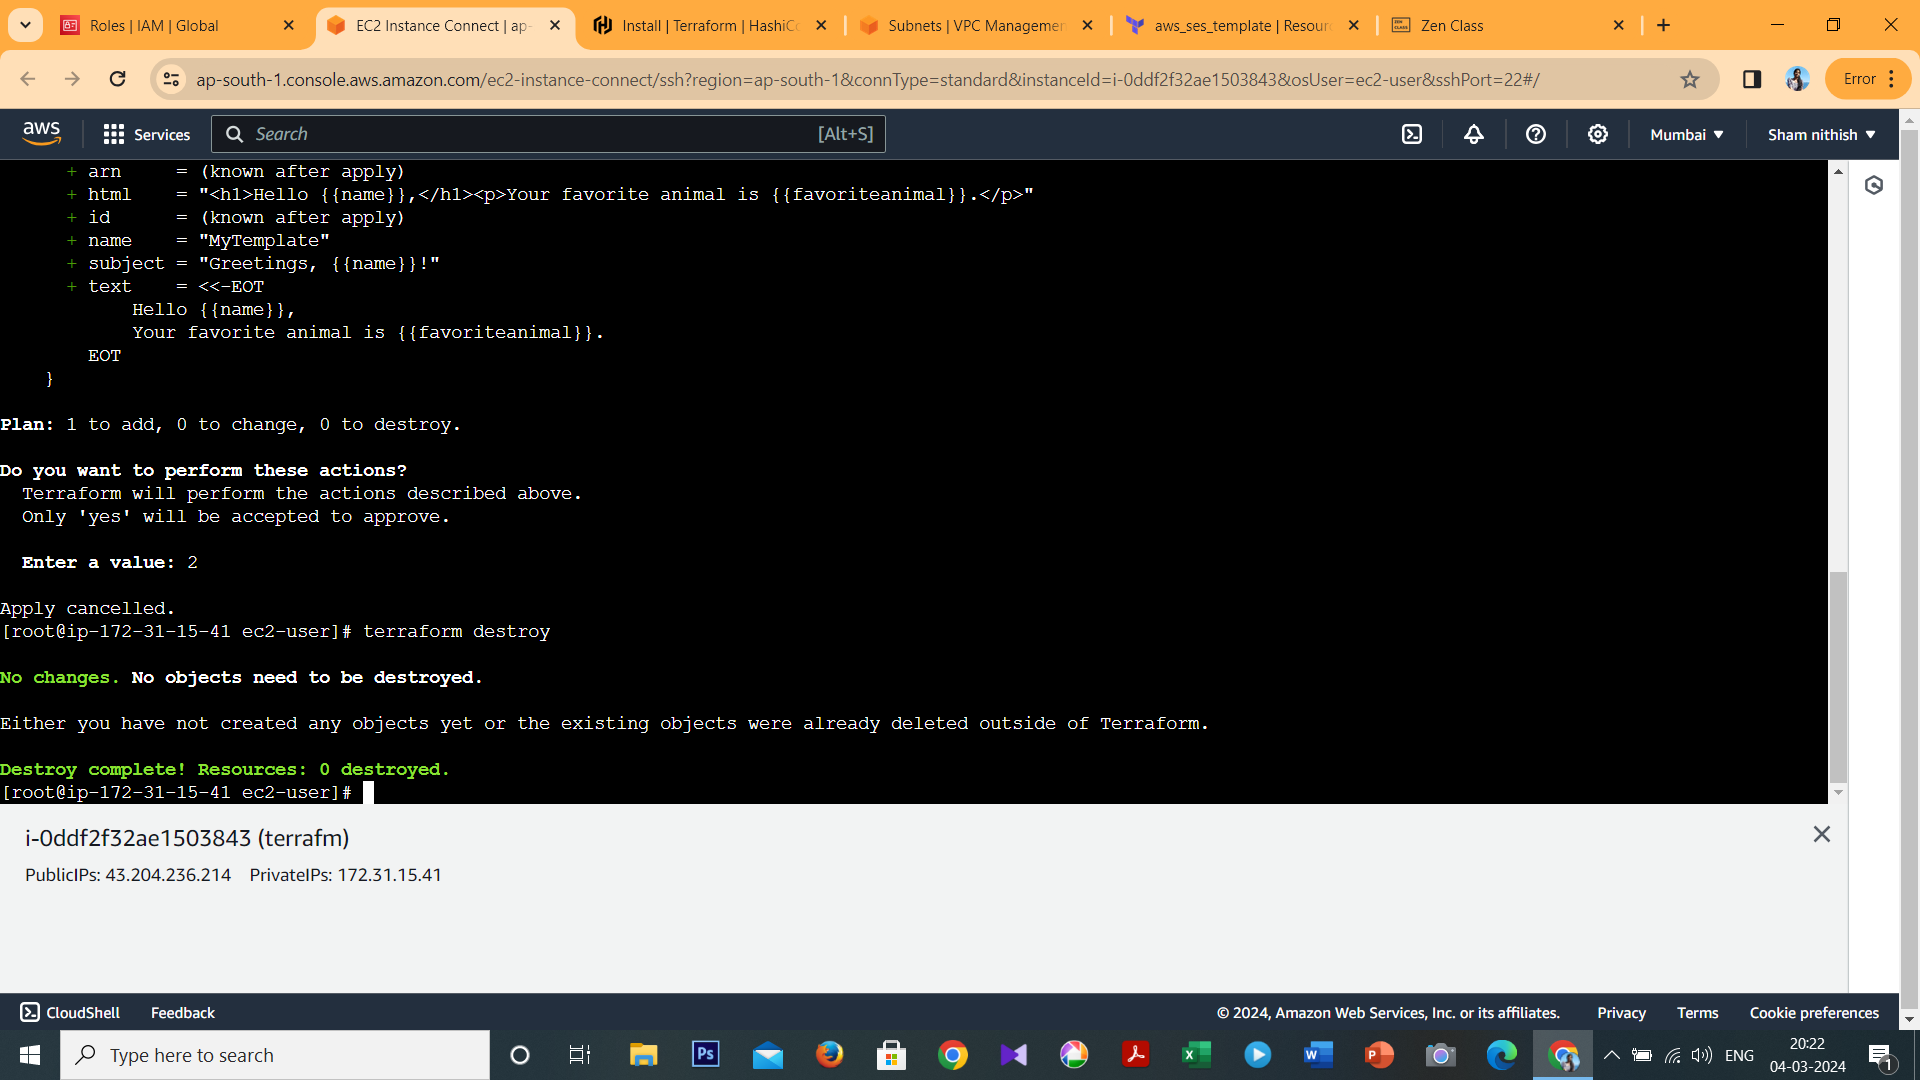 Roles | IAM | Global
EC2 Instance Connect | ap-
Install | Terraform | HashiC
Subnets | VPC Managemen
aws_ses_template | Resour
Zen Class
ap-south-1.console.aws.amazon.com/ec2-instance-connect/ssh?region=ap-south-1&connType=standard&instanceId=i-0ddf2f32ae1503843&osUser=ec2-user&sshPort=22#/
Error
aws
Services
Search
[Alt+S]
Mumbai
Sham nithish
+ arn     = (known after apply)
+ html    = "<h1>Hello {{name}},</h1><p>Your favorite animal is {{favoriteanimal}}.</p>"
+ id      = (known after apply)
+ name    = "MyTemplate"
+ subject = "Greetings, {{name}}!"
+ text    = <<-EOT
Hello {{name}},
Your favorite animal is {{favoriteanimal}}.
EOT
}
Plan: 1 to add, 0 to change, 0 to destroy.
Do you want to perform these actions?
Terraform will perform the actions described above.
Only 'yes' will be accepted to approve.
Enter a value: 2
Apply cancelled.
[root@ip-172-31-15-41 ec2-user]# terraform destroy
No changes. No objects need to be destroyed.
Either you have not created any objects yet or the existing objects were already deleted outside of Terraform.
Destroy complete! Resources: 0 destroyed.
[root@ip-172-31-15-41 ec2-user]#
i-0ddf2f32ae1503843 (terrafm)
PublicIPs: 43.204.236.214    PrivateIPs: 172.31.15.41
CloudShell
Feedback
© 2024, Amazon Web Services, Inc. or its affiliates.
Privacy
Terms
Cookie preferences
Type here to search
Ps
ENG
20:22
04-03-2024
1